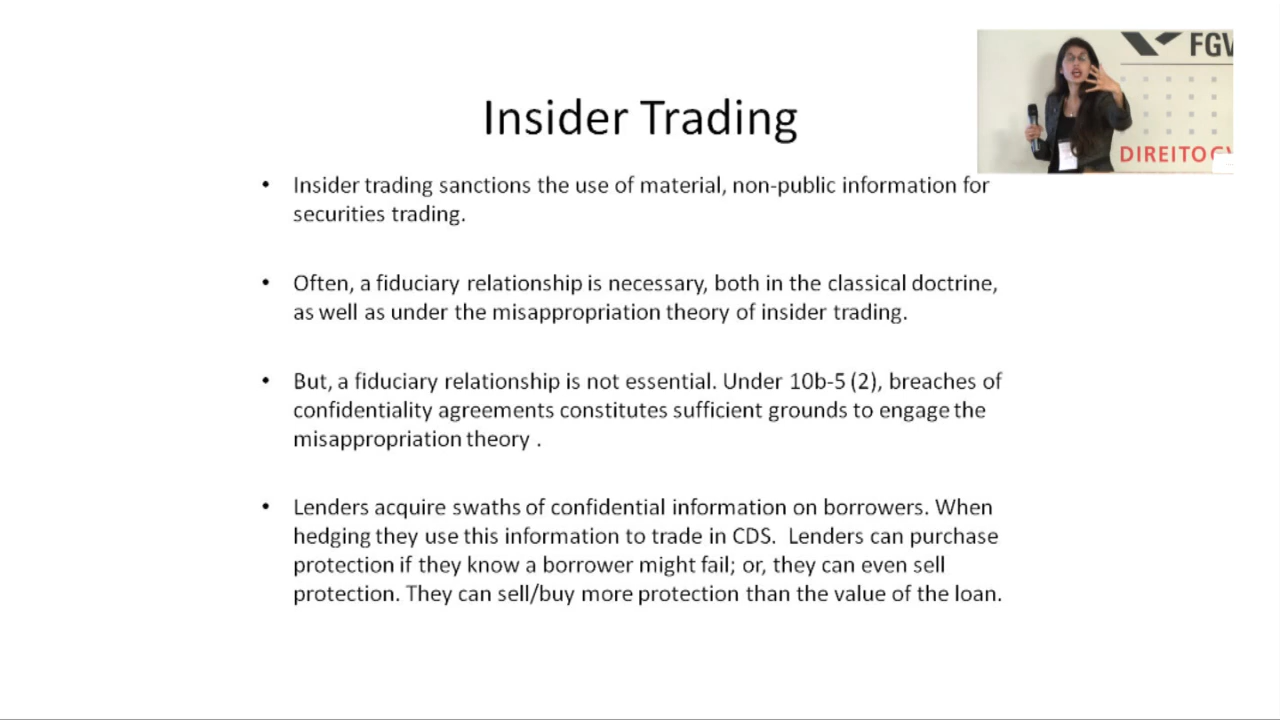 FGV
DIREITO GV
Insider Trading
• Insider trading sanctions the use of material, non-public information for
securities trading.
• Often, a fiduciary relationship is necessary, both in the classical doctrine,
as well as under the misappropriation theory of insider trading.
• But, a fiduciary relationship is not essential. Under 10b-5 (2), breaches of
confidentiality agreements constitutes sufficient grounds to engage the
misappropriation theory .
• Lenders acquire swaths of confidential information on borrowers. When
hedging they use this information to trade in CDS. Lenders can purchase
protection if they know a borrower might fail; or, they can even sell
protection. They can sell/buy more protection than the value of the loan.